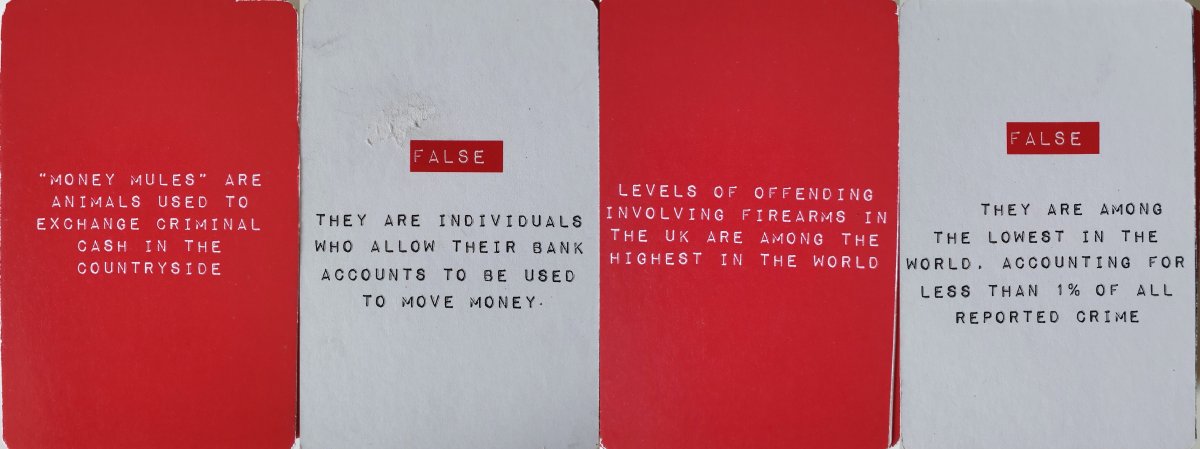 "MONEY MULES" ARE
ANIMALS USED TO
EXCHANGE CRIMINAL
CASH IN THE
COUNTRYSIDE
FALSE
THEY ARE INDIVIDUALS
WHO ALLOW THEIR BANK
ACCOUNTS TO BE USED
TO MOVE MONEY.
LEVELS OF OFFENDING
INVOLVING FIREARMS IN
THE UK ARE AMONG THE
HIGHEST IN THE WORLD
FALSE
THEY ARE AMONG
THE LOWEST IN THE
WORLD, ACCOUNTING FOR
LESS THAN 1% OF ALL
REPORTED CRIME